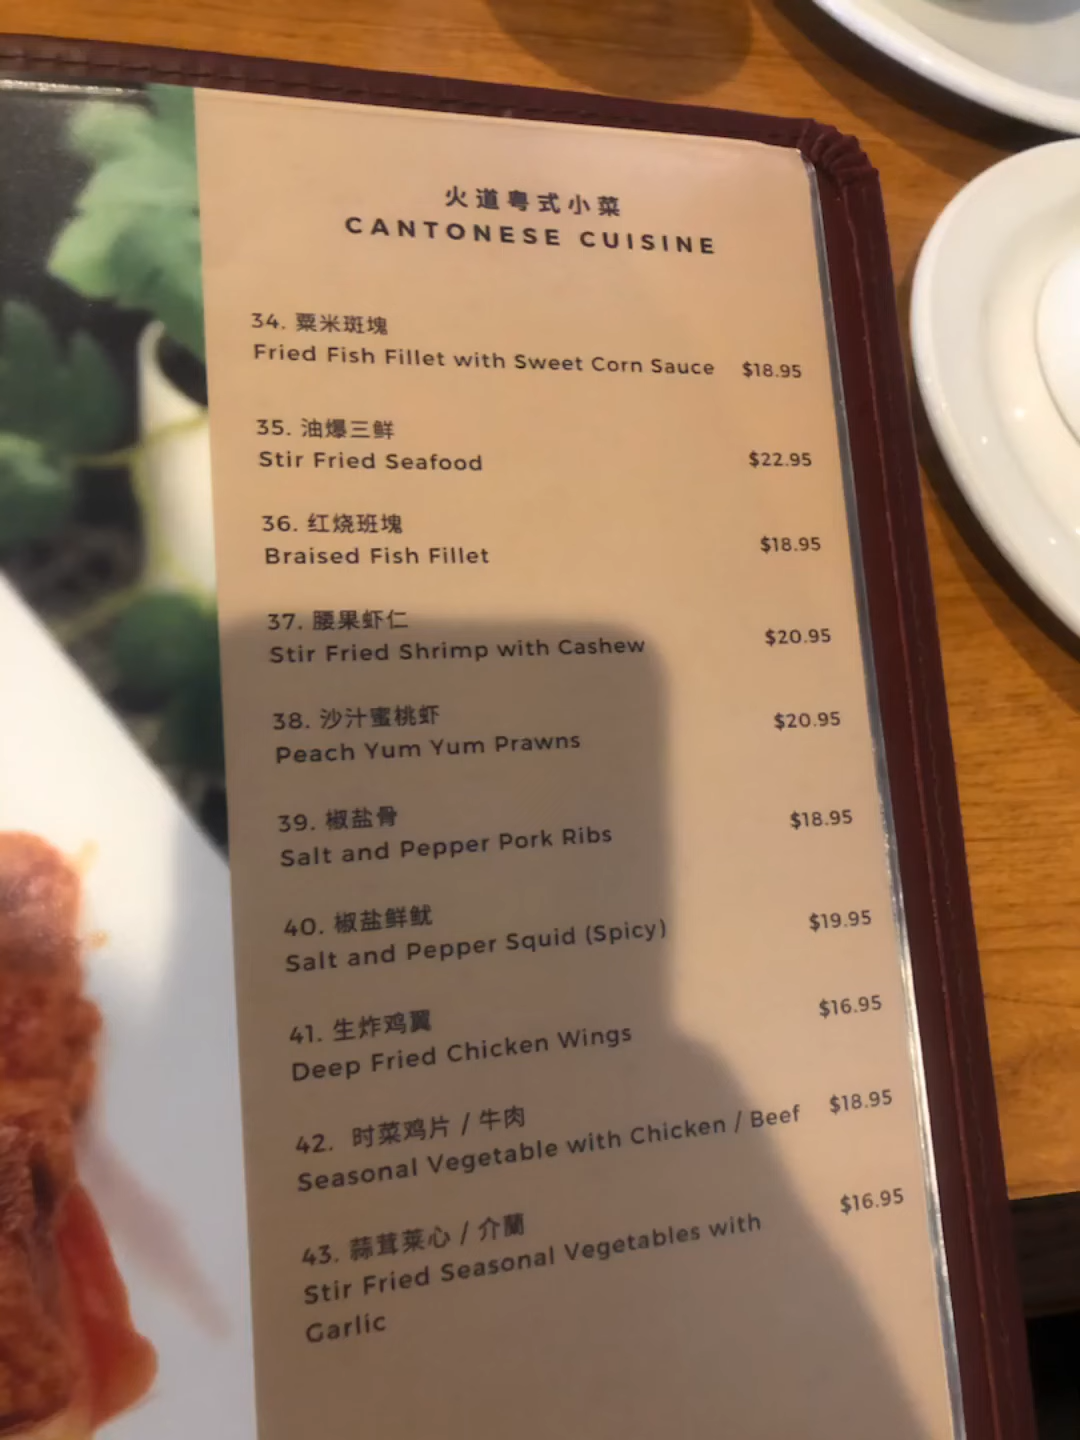 火道粤式小菜
CANTONESE CUISINE
34. 粟米斑塊
Fried Fish Fillet with Sweet Corn Sauce $18.95
35. 油爆三鲜
Stir Fried Seafood $22.95
36. 红烧班塊
Braised Fish Fillet $18.95
37. 腰果虾仁
Stir Fried Shrimp with Cashew $20.95
38. 沙汁蜜桃虾
Peach Yum Yum Prawns $20.95
39. 椒盐骨
Salt and Pepper Pork Ribs $18.95
40. 椒盐鲜鱿
Salt and Pepper Squid (Spicy) $19.95
41. 生炸鸡翼
Deep Fried Chicken Wings $16.95
42. 时菜鸡片 / 牛肉
Seasonal Vegetable with Chicken / Beef $18.95
43. 蒜茸菜心 / 介蘭
Stir Fried Seasonal Vegetables with $16.95
Garlic